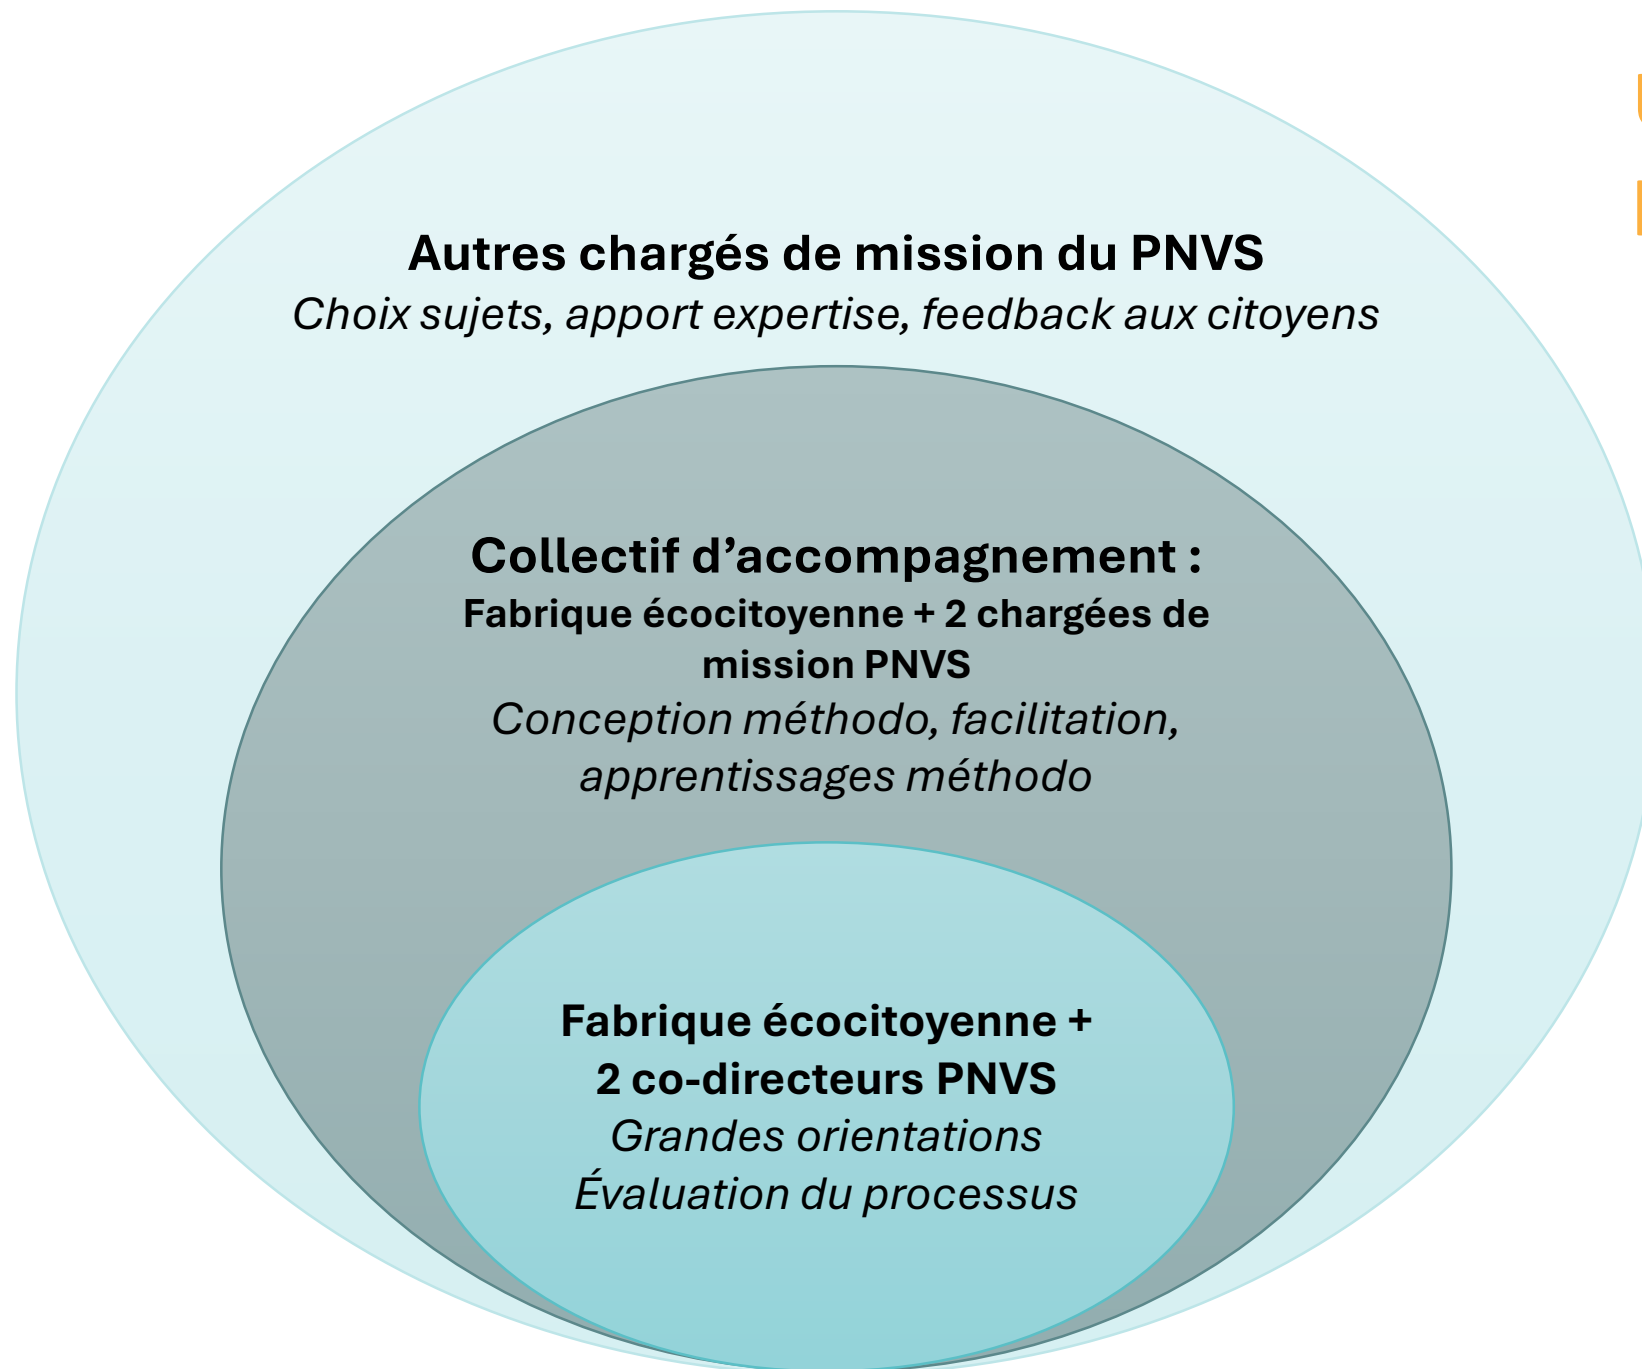 Autres chargés de mission du PNVS
Choix sujets, apport expertise, feedback aux citoyens
Collectif d’accompagnement :
Fabrique écocitoyenne + 2 chargées de
mission PNVS
Conception méthodo, facilitation,
apprentissages méthodo
Fabrique écocitoyenne +
2 co-directeurs PNVS
Grandes orientations
Évaluation du processus